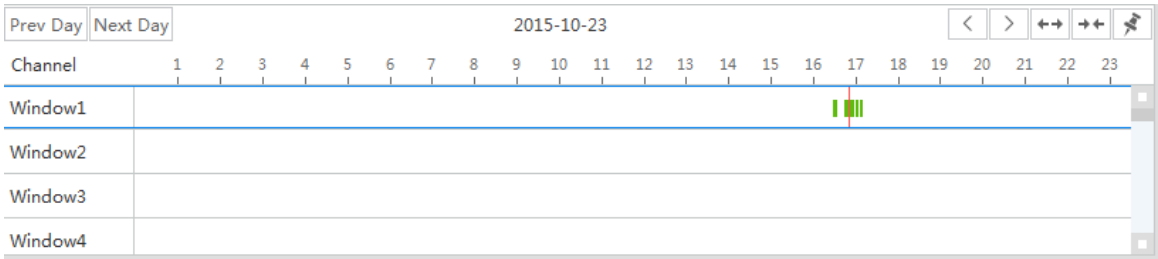 Prev Day Next Day 2015-10-23
Channel 1 2 3 4 5 6 7 8 9 10 11 12 13 14 15 16 17 18 19 20 21 22 23
Window1
Window2
Window3
Window4